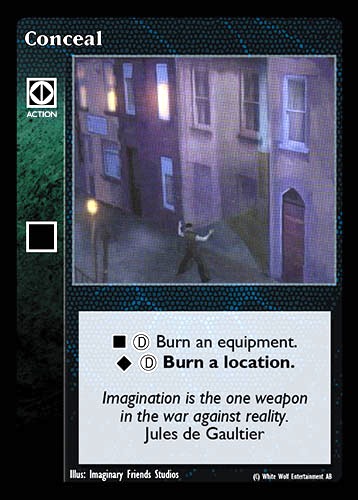 Conceal
ACTION
■ Ⓓ Burn an equipment.
◆ Ⓓ Burn a location.
Imagination is the one weapon
in the war against reality.
Jules de Gaultier
Illus: Imaginary Friends Studios
(C) White Wolf Entertainment AB